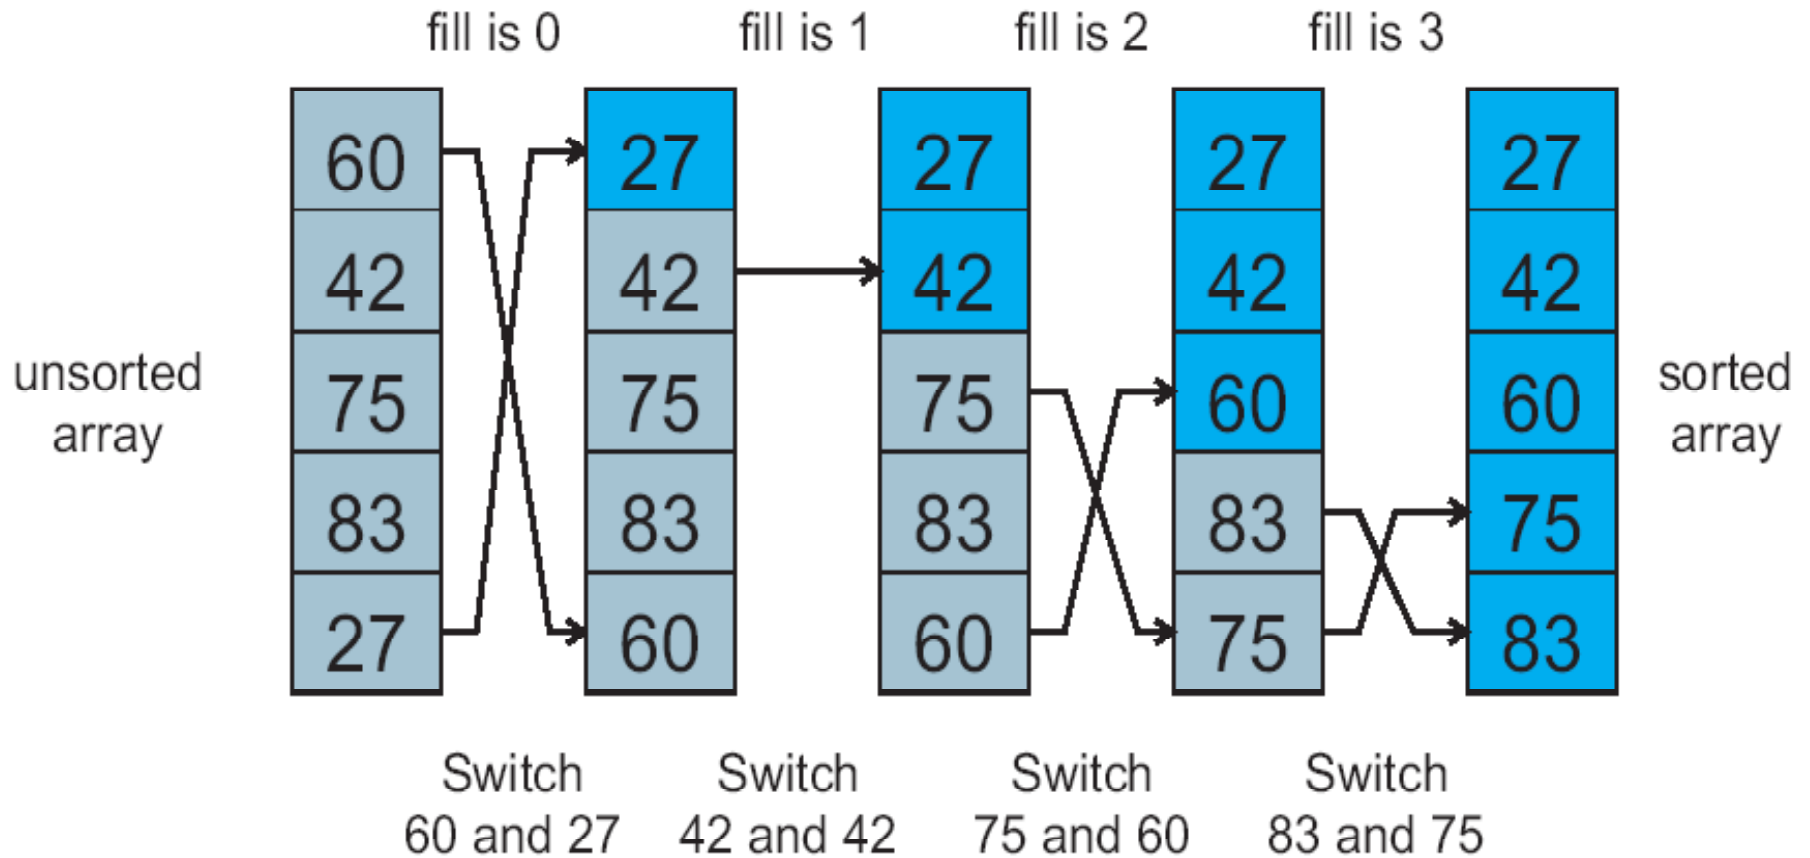 fill is 0 fill is 1 fill is 2 fill is 3
60 27 27 27 27
42 42 42 42 42
unsorted array
75 75 75 60 60
sorted array
83 83 83 83 75
27 60 60 75 83
Switch 60 and 27
Switch 42 and 42
Switch 75 and 60
Switch 83 and 75